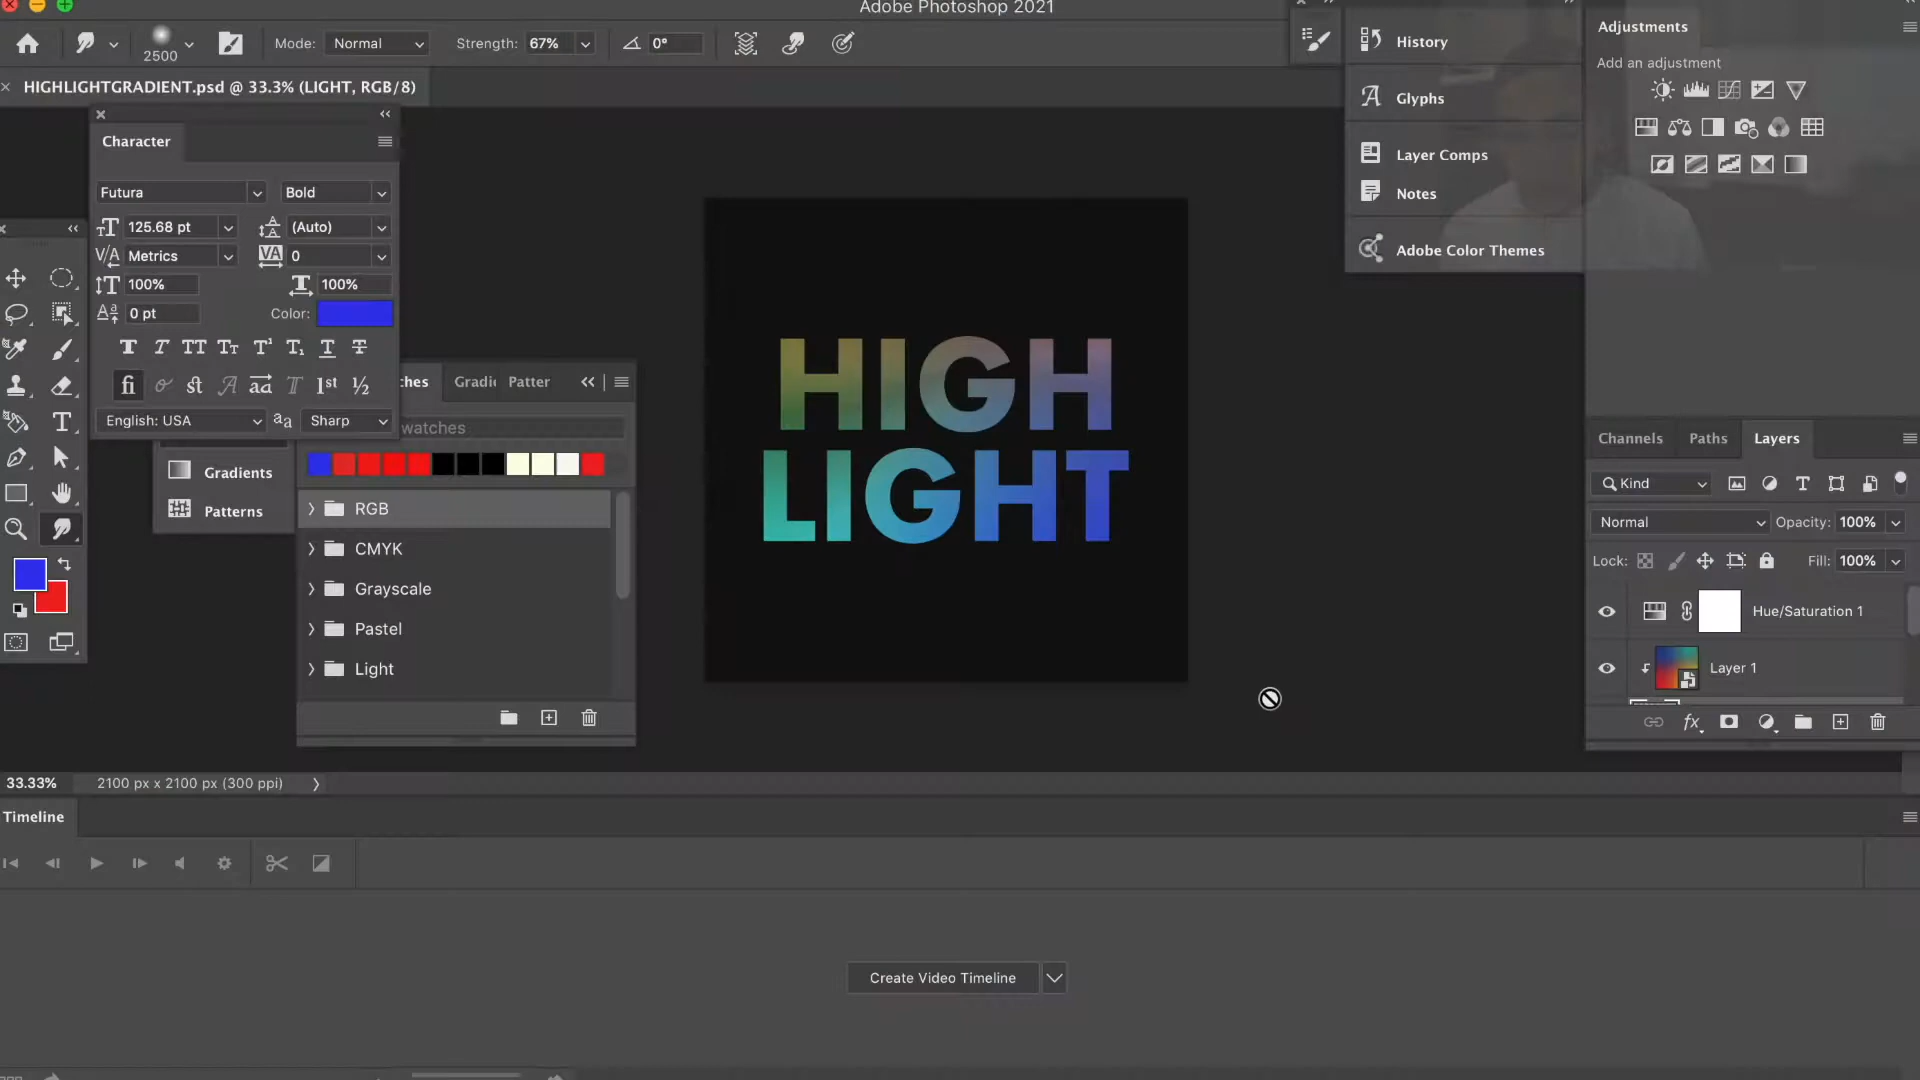 Adobe Photoshop 2021
2500
Mode: Normal
Strength: 67%
0°
HIGHLIGHTGRADIENT.psd @ 33.3% (LIGHT, RGB/8)
Character
Futura
Bold
125.68 pt
(Auto)
Metrics
0
100%
100%
0 pt
Color:
English: USA
Sharp
ches
Gradi
Patter
watches
Gradients
Patterns
RGB
CMYK
Grayscale
Pastel
Light
HIGH
LIGHT
History
Glyphs
Layer Comps
Notes
Adobe Color Themes
Adjustments
Add an adjustment
Channels
Paths
Layers
Kind
Normal
Opacity: 100%
Lock:
Fill: 100%
Hue/Saturation 1
Layer 1
33.33%
2100 px x 2100 px (300 ppi)
Timeline
Create Video Timeline